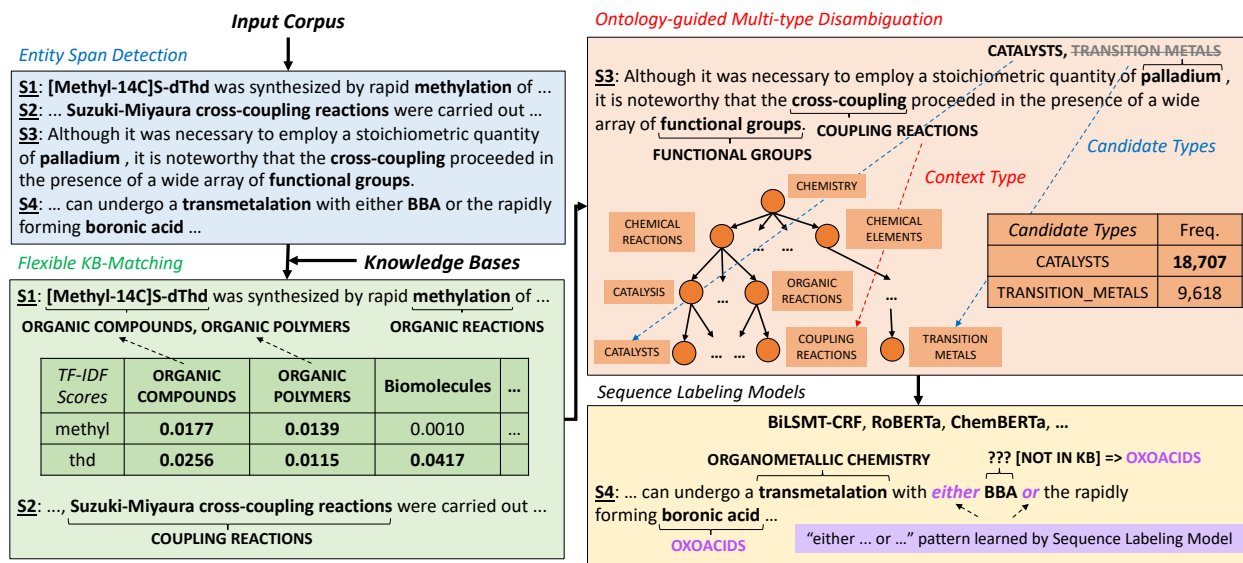 Input Corpus
Entity Span Detection
S1: [Methyl-14C]S-dThd was synthesized by rapid methylation of ...
S2: ... Suzuki-Miyaura cross-coupling reactions were carried out ...
S3: Although it was necessary to employ a stoichiometric quantity
of palladium , it is noteworthy that the cross-coupling proceeded in
the presence of a wide array of functional groups.
S4: ... can undergo a transmetalation with either BBA or the rapidly
forming boronic acid ...
Flexible KB-Matching
Knowledge Bases
S1: [Methyl-14C]S-dThd was synthesized by rapid methylation of ...
ORGANIC COMPOUNDS, ORGANIC POLYMERS
ORGANIC REACTIONS
TF-IDF Scores
ORGANIC COMPOUNDS
ORGANIC POLYMERS
Biomolecules
...
methyl 0.0177 0.0139 0.0010 ...
thd 0.0256 0.0115 0.0417
S2: ..., Suzuki-Miyaura cross-coupling reactions were carried out ...
COUPLING REACTIONS
Ontology-guided Multi-type Disambiguation
CATALYSTS, TRANSITION METALS
S3: Although it was necessary to employ a stoichiometric quantity of palladium ,
it is noteworthy that the cross-coupling proceeded in the presence of a wide
array of functional groups.
COUPLING REACTIONS
FUNCTIONAL GROUPS
Candidate Types
Context Type
CHEMISTRY
CHEMICAL REACTIONS
CHEMICAL ELEMENTS
... ...
CATALYSIS
... ...
ORGANIC REACTIONS
...
CATALYSTS
... ...
COUPLING REACTIONS
TRANSITION METALS
Candidate Types Freq.
CATALYSTS 18,707
TRANSITION_METALS 9,618
Sequence Labeling Models
BiLSMT-CRF, RoBERTa, ChemBERTa, ...
ORGANOMETALLIC CHEMISTRY
??? [NOT IN KB] => OXOACIDS
S4: ... can undergo a transmetalation with either BBA or the rapidly
forming boronic acid ...
OXOACIDS
“either ... or ...” pattern learned by Sequence Labeling Model